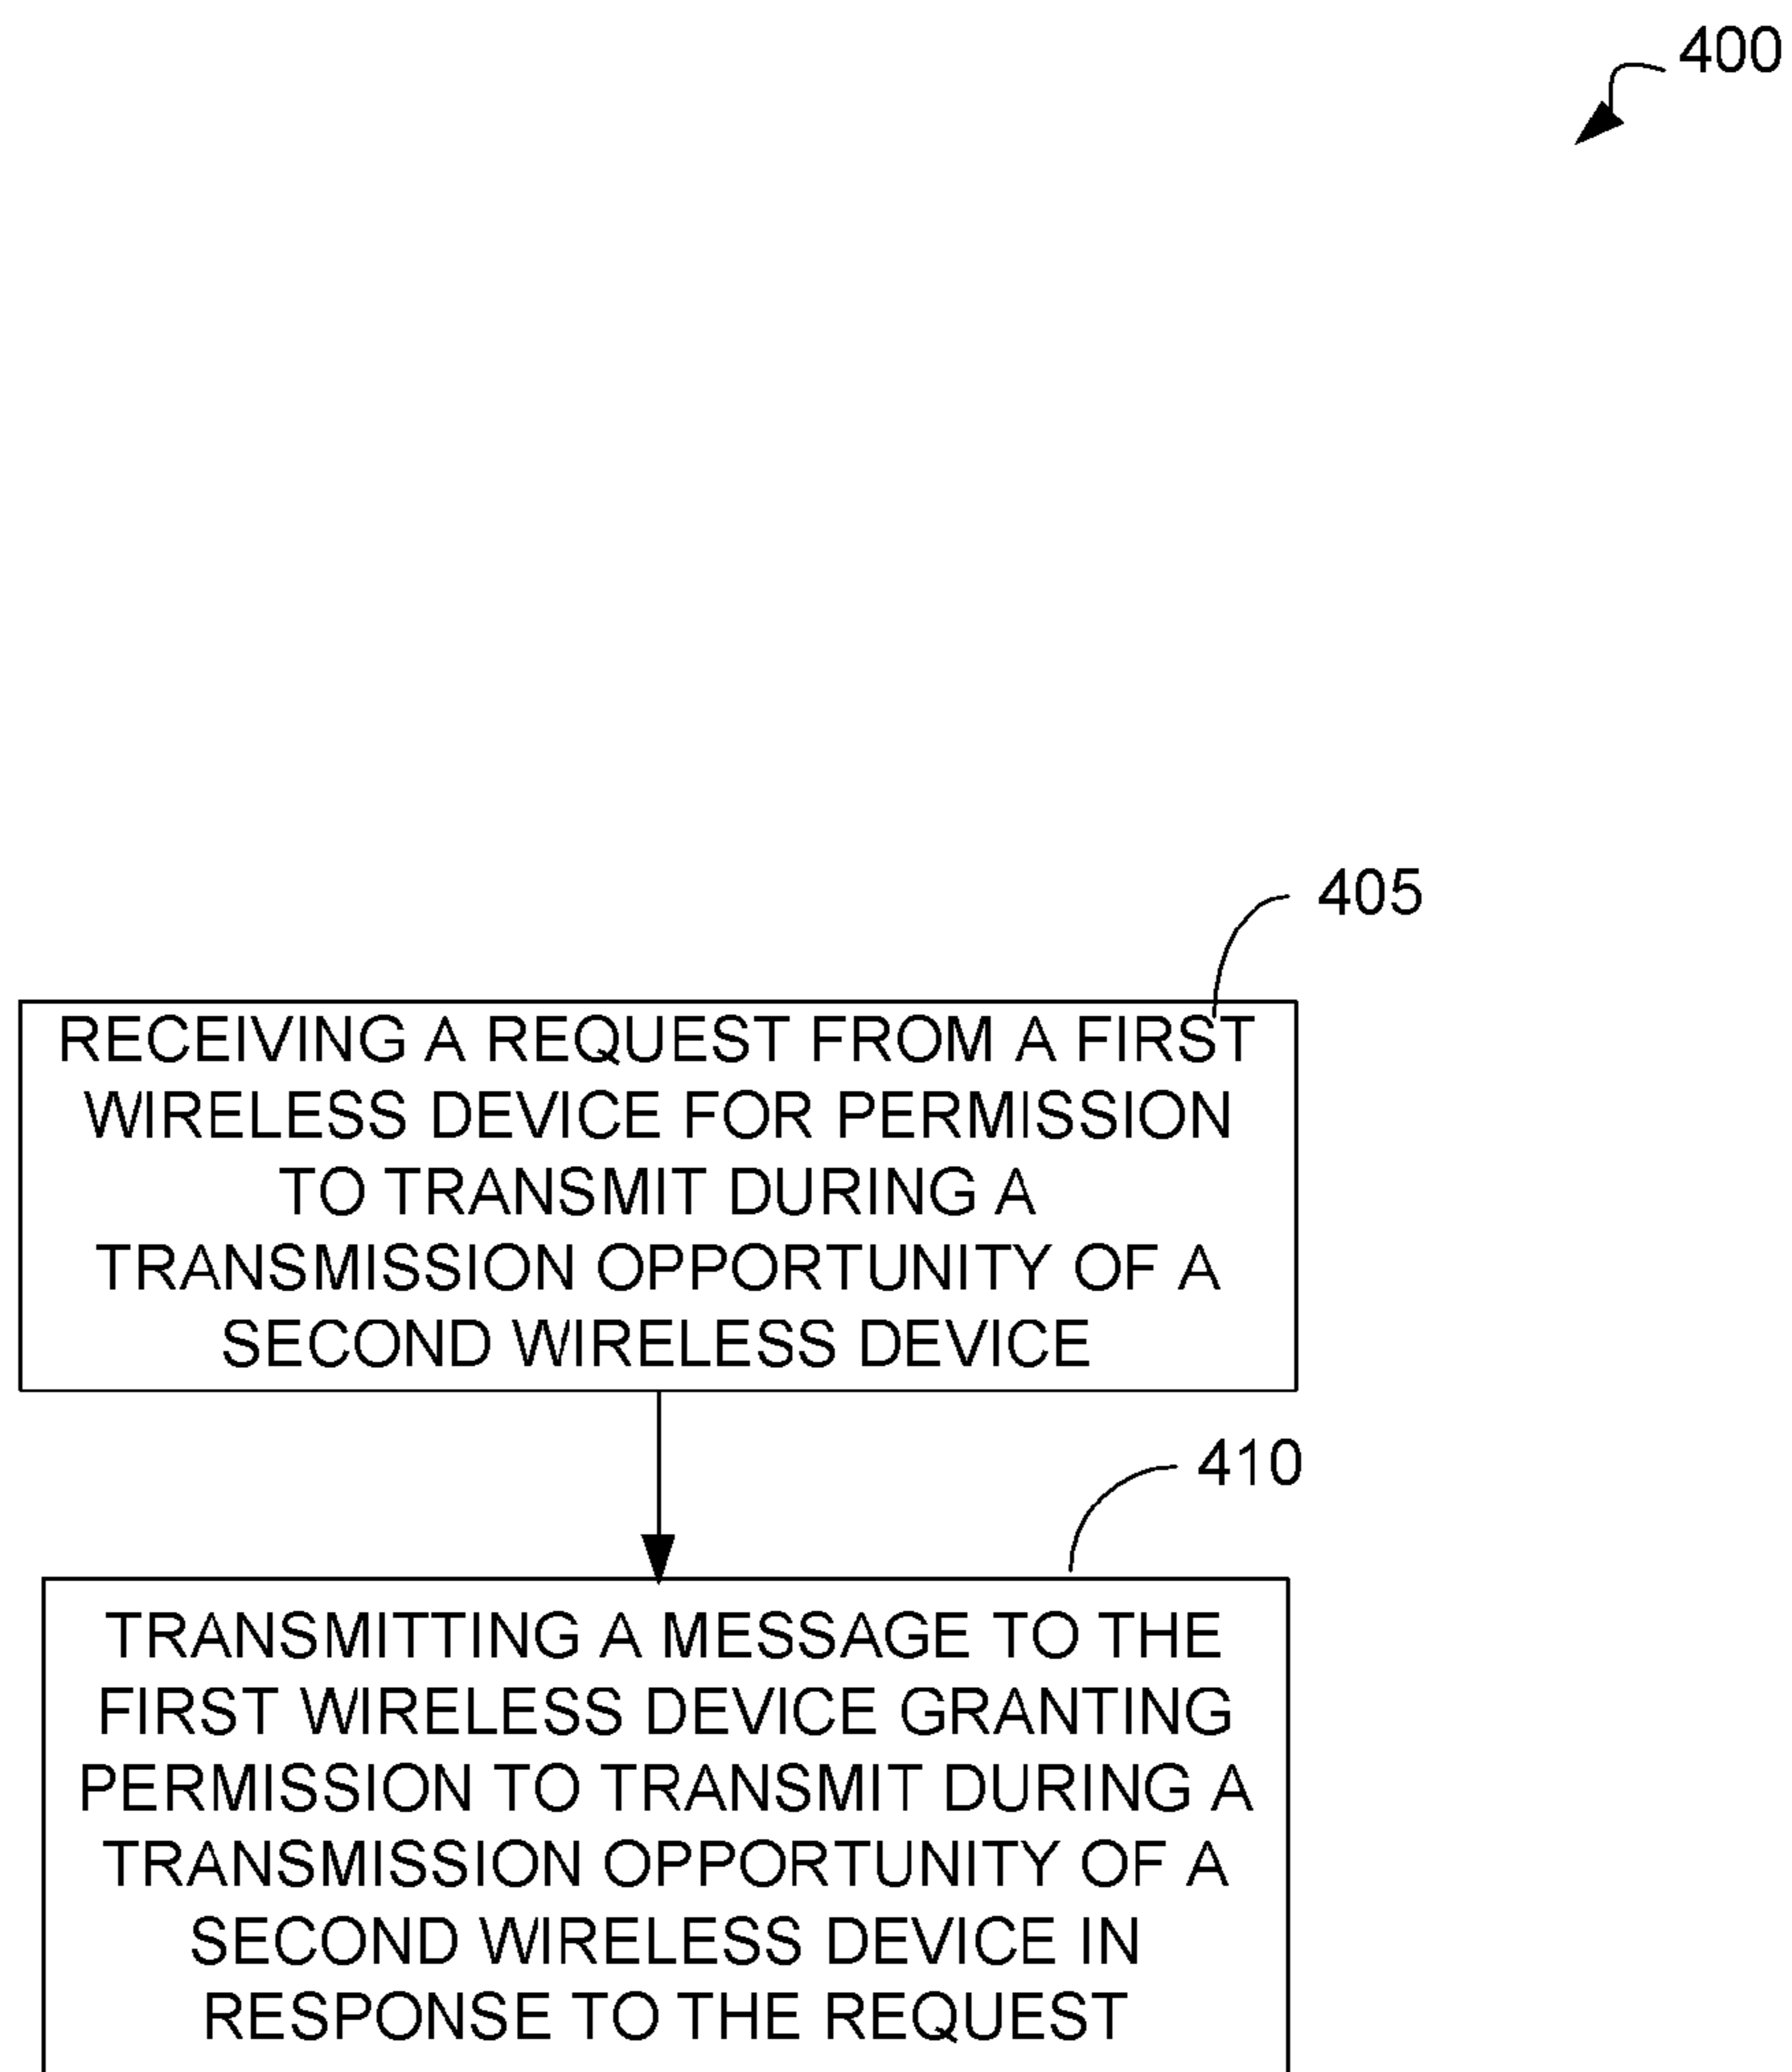 400
405
RECEIVING A REQUEST FROM A FIRST
WIRELESS DEVICE FOR PERMISSION
TO TRANSMIT DURING A
TRANSMISSION OPPORTUNITY OF A
SECOND WIRELESS DEVICE
410
TRANSMITTING A MESSAGE TO THE
FIRST WIRELESS DEVICE GRANTING
PERMISSION TO TRANSMIT DURING A
TRANSMISSION OPPORTUNITY OF A
SECOND WIRELESS DEVICE IN
RESPONSE TO THE REQUEST